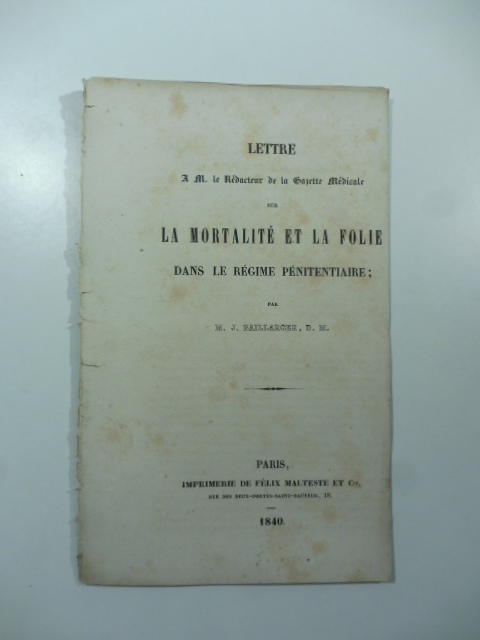 LETTRE
A M. le Rédacteur de la Gazette Médicale
SUR
LA MORTALITÉ ET LA FOLIE
DANS LE RÉGIME PÉNITENTIAIRE;
PAR
M. J. BAILLARGER, D. M.
PARIS,
IMPRIMERIE DE FÉLIX MALTESTE ET Cie,
RUE DES DEUX-PORTES-SAINT-SAUVEUR, 18.
1840.